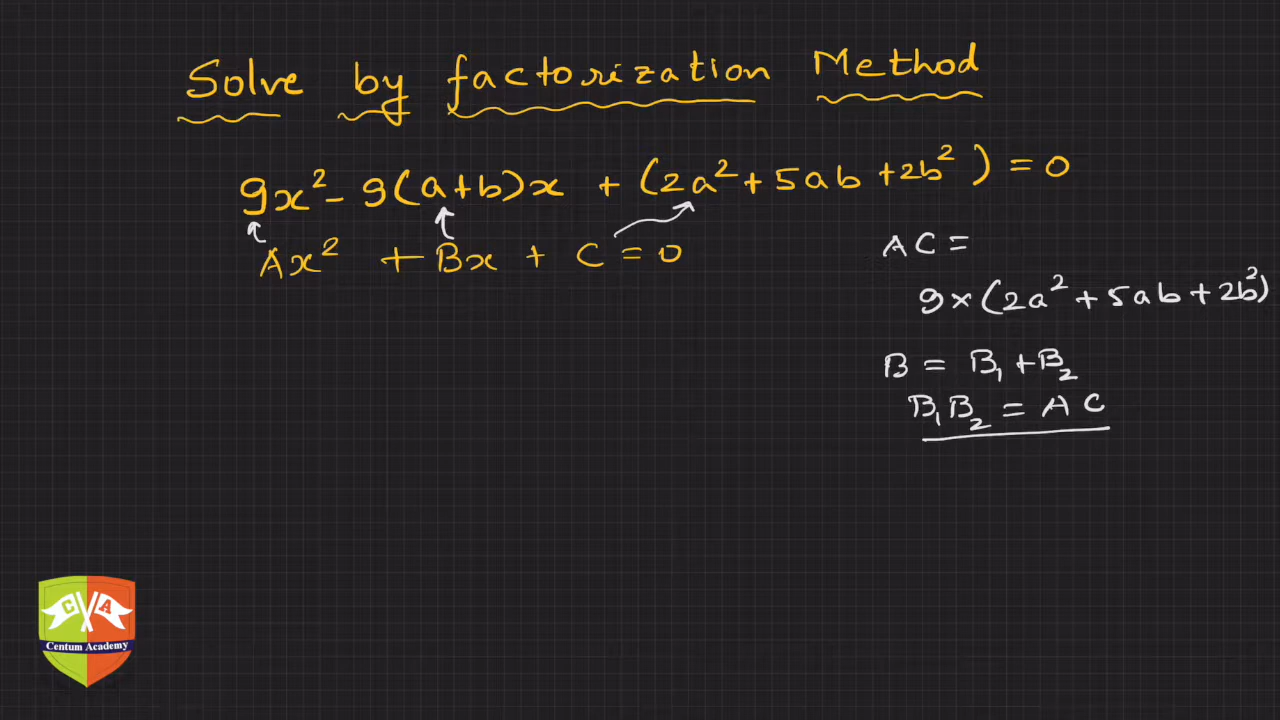 Solve by factorization Method
9x² - 9(a+b)x + (2a² + 5ab + 2b²) = 0
Ax² + Bx + C = 0
AC =
9×(2a² + 5ab + 2b²)
B = B₁ + B₂
B₁B₂ = AC
C A
Centum Academy